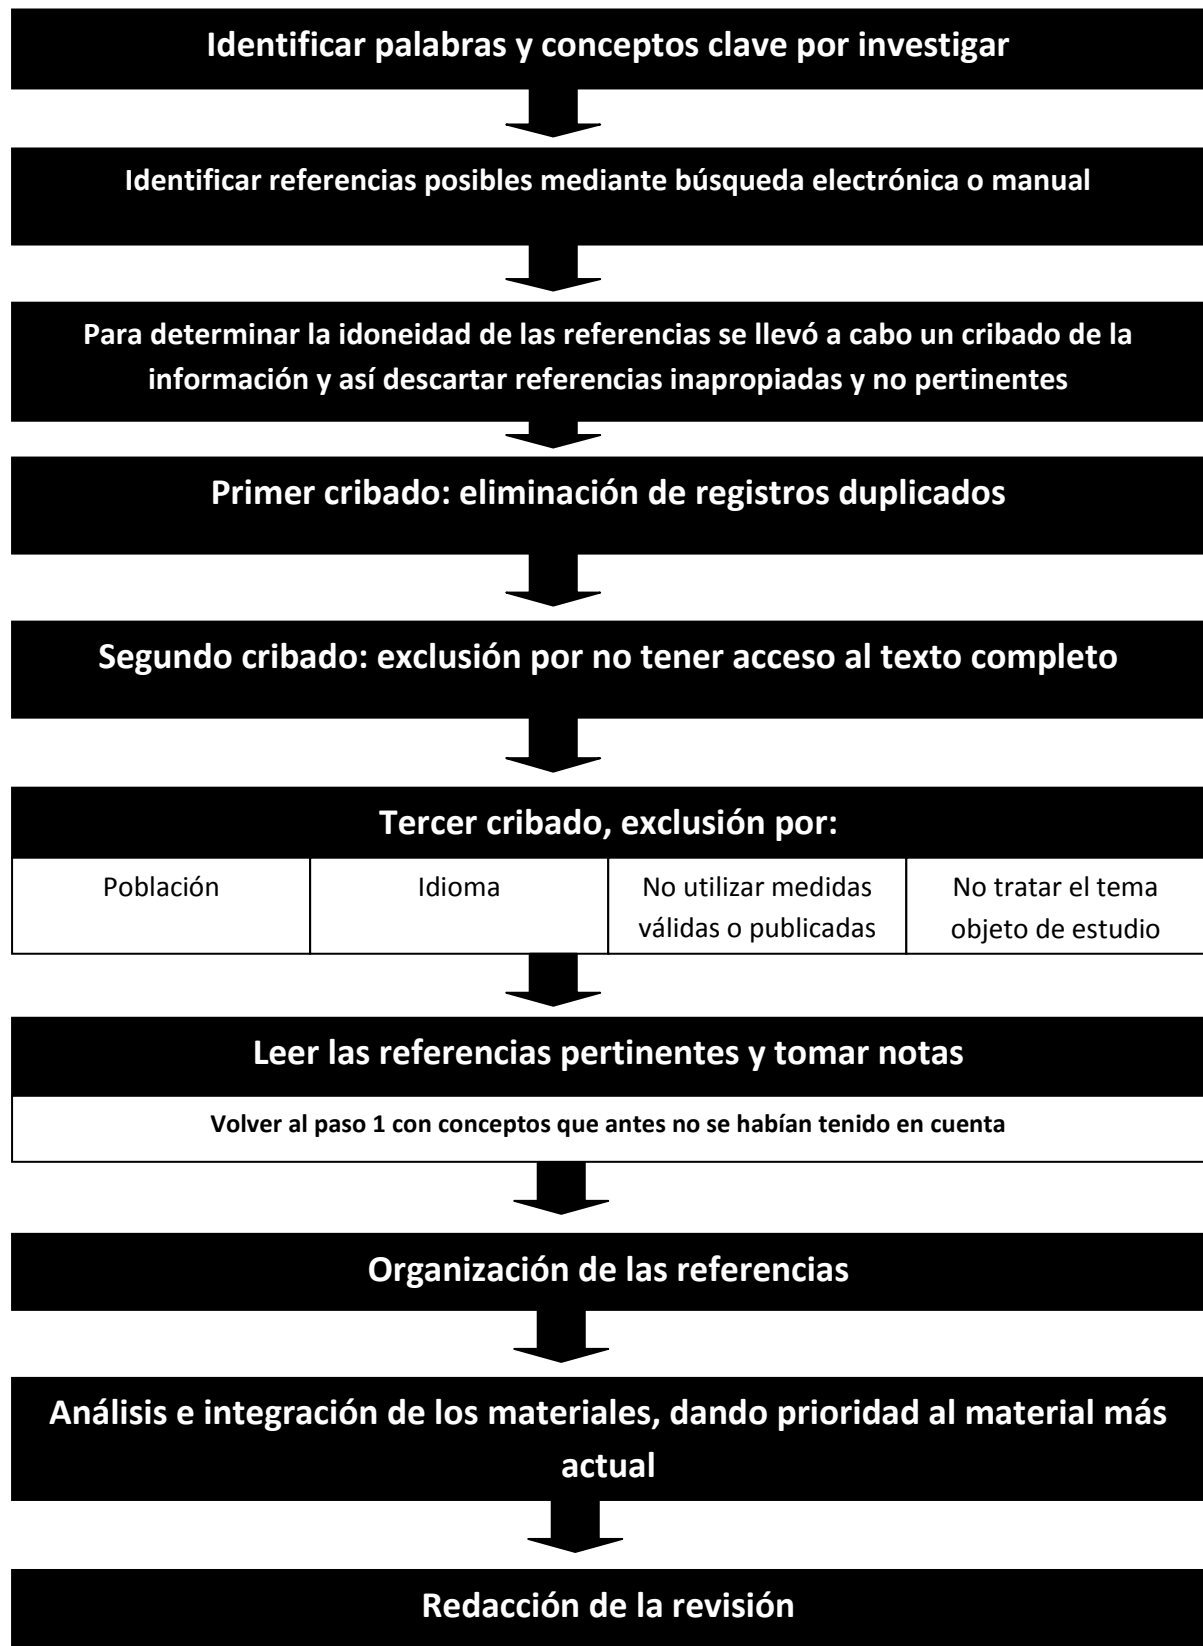 Identificar palabras y conceptos clave por investigar
Identificar referencias posibles mediante búsqueda electrónica o manual
Para determinar la idoneidad de las referencias se llevó a cabo un cribado de la
información y así descartar referencias inapropiadas y no pertinentes
Primer cribado: eliminación de registros duplicados
Segundo cribado: exclusión por no tener acceso al texto completo
Tercer cribado, exclusión por:
Población
Idioma
No utilizar medidas
válidas o publicadas
No tratar el tema
objeto de estudio
Leer las referencias pertinentes y tomar notas
Volver al paso 1 con conceptos que antes no se habían tenido en cuenta
Organización de las referencias
Análisis e integración de los materiales, dando prioridad al material más
actual
Redacción de la revisión